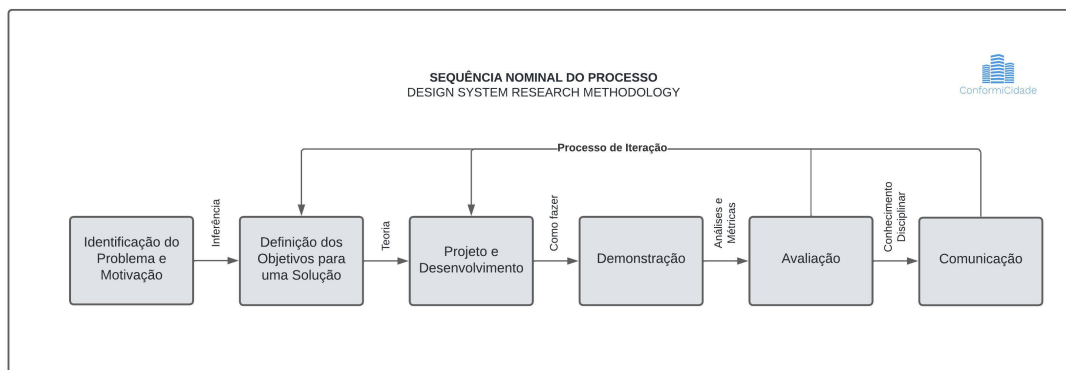 SEQUÊNCIA NOMINAL DO PROCESSO
DESIGN SYSTEM RESEARCH METHODOLOGY
ConformiCidade
Processo de Iteração
Identificação do
Problema e
Motivação
Inferência
Definição dos
Objetivos para
uma Solução
Teoria
Projeto e
Desenvolvimento
Como fazer
Demonstração
Análises e
Métricas
Avaliação
Conhecimento
Disciplinar
Comunicação